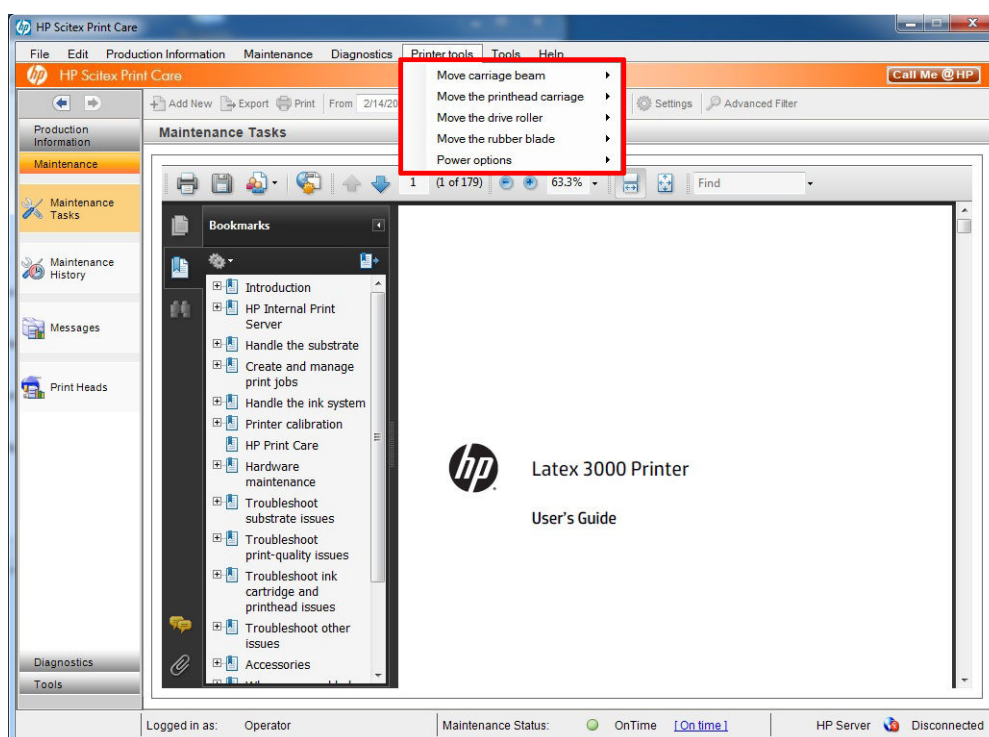 HP Scitex Print Care
File Edit Production Information Maintenance Diagnostics Printer tools Tools Help
hp HP Scitex Print Care
Call Me @ HP
Move carriage beam
Move the printhead carriage
Move the drive roller
Move the rubber blade
Power options
Add New Export Print From 2/14/20 Settings Advanced Filter
Production
Information
Maintenance Tasks
Maintenance
Maintenance
Tasks
Maintenance
History
Messages
Print Heads
Diagnostics
Tools
1 (1 of 179) 63.3% Find
Bookmarks
Introduction
HP Internal Print
Server
Handle the substrate
Create and manage
print jobs
Handle the ink system
Printer calibration
HP Print Care
Hardware
maintenance
Troubleshoot
substrate issues
Troubleshoot
print-quality issues
Troubleshoot ink
cartridge and
printhead issues
Troubleshoot other
issues
Accessories
hp
Latex 3000 Printer
User's Guide
Logged in as: Operator Maintenance Status: OnTime [ On time ] HP Server Disconnected